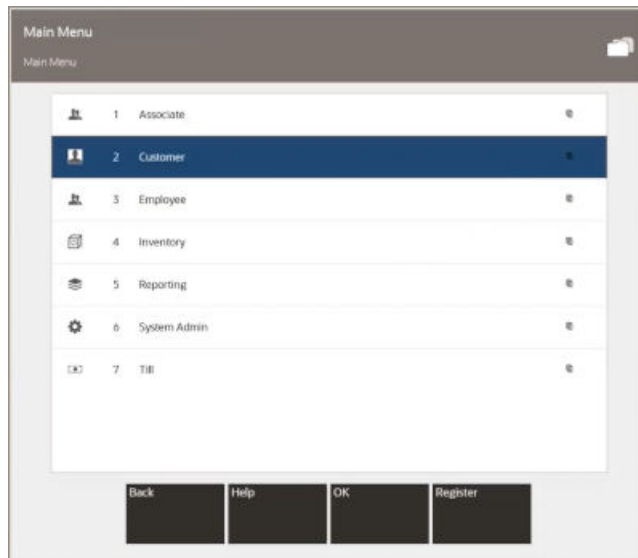 Main Menu
Main Menu
1 Associate
2 Customer
3 Employee
4 Inventory
5 Reporting
6 System Admin
7 Till
Back Help OK Register